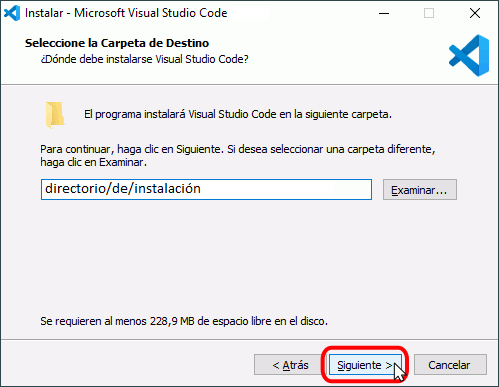 Instalar - Microsoft Visual Studio Code
Seleccione la Carpeta de Destino
¿Dónde debe instalarse Visual Studio Code?
El programa instalará Visual Studio Code en la siguiente carpeta.
Para continuar, haga clic en Siguiente. Si desea seleccionar una carpeta diferente,
haga clic en Examinar.
directorio/de/instalación
Examinar...
Se requieren al menos 228,9 MB de espacio libre en el disco.
< Atrás
Siguiente >
Cancelar